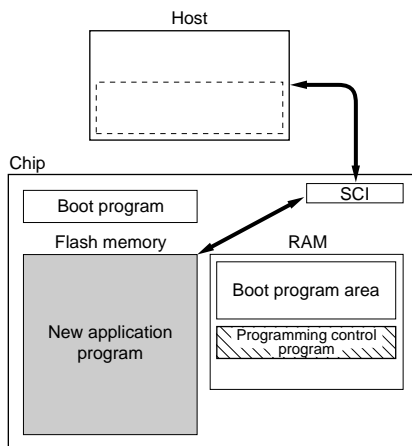 Host
Chip
SCI
Boot program
Flash memory
RAM
Boot program area
New application
program
Programming control
program